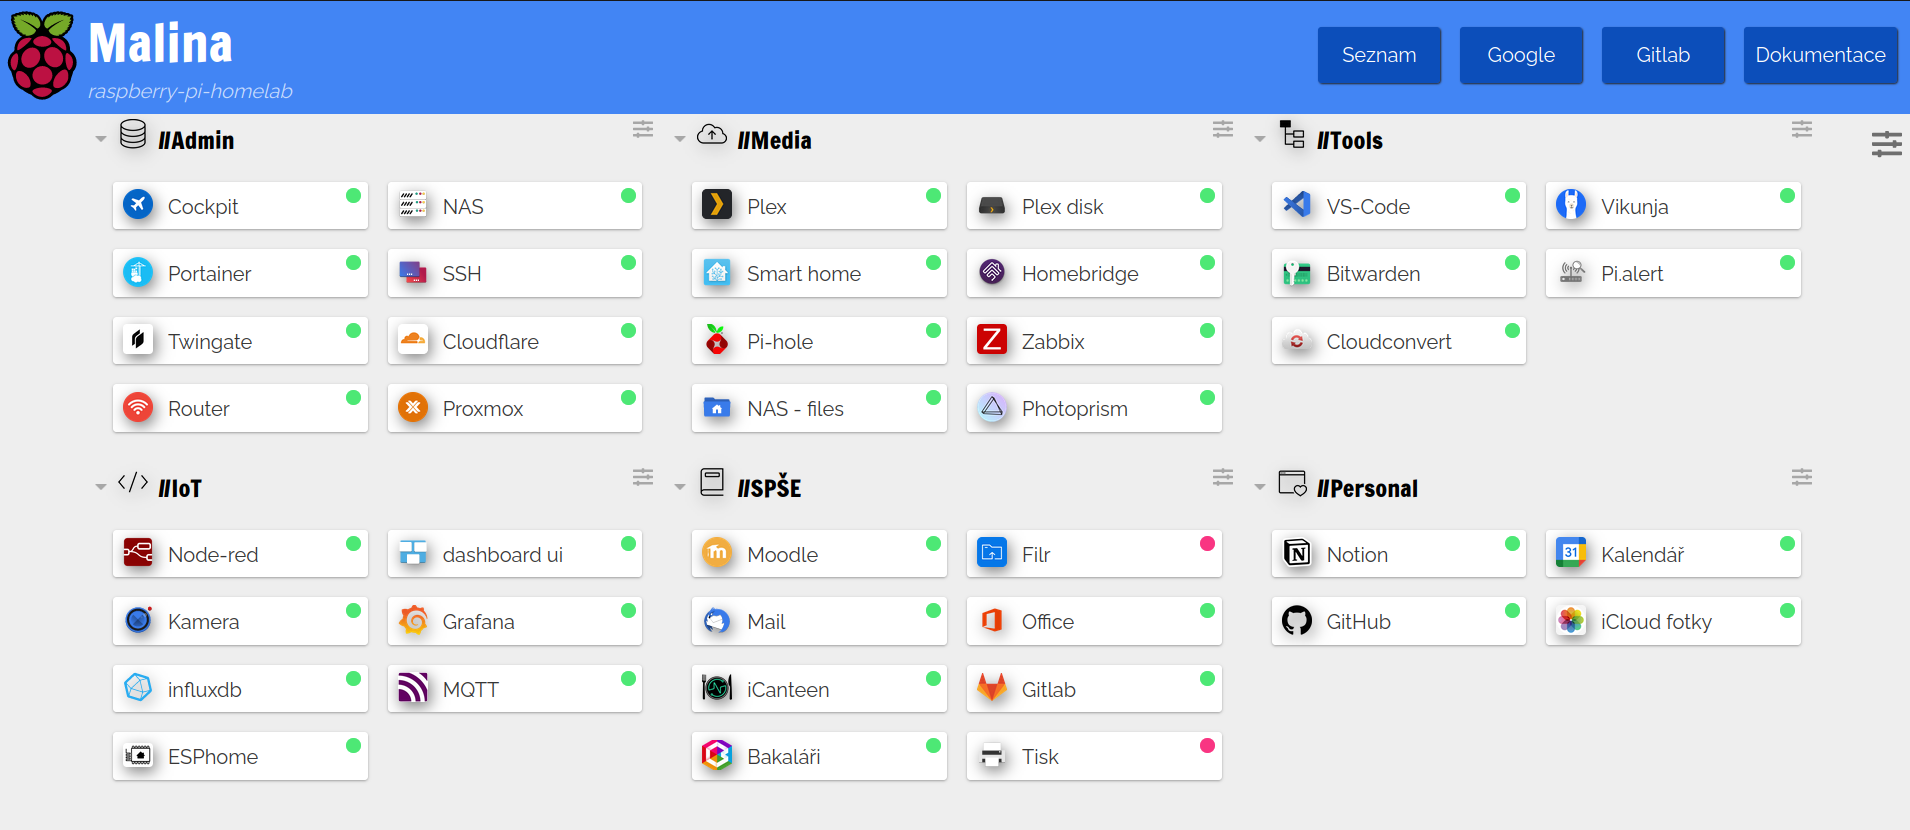 Malina
raspberry-pi-homelab
Seznam
Google
Gitlab
Dokumentace
//Admin
Cockpit
NAS
Portainer
SSH
Twingate
Cloudflare
Router
Proxmox
//Media
Plex
Plex disk
Smart home
Homebridge
Pi-hole
Z
Zabbix
NAS - files
Photoprism
//Tools
VS-Code
Vikunja
Bitwarden
Pi.alert
Cloudconvert
//IoT
Node-red
dashboard ui
Kamera
Grafana
influxdb
MQTT
ESPhome
//SPŠE
m
Moodle
Filr
Mail
Office
iCanteen
Gitlab
Bakaláři
Tisk
//Personal
N
Notion
31
Kalendář
GitHub
iCloud fotky